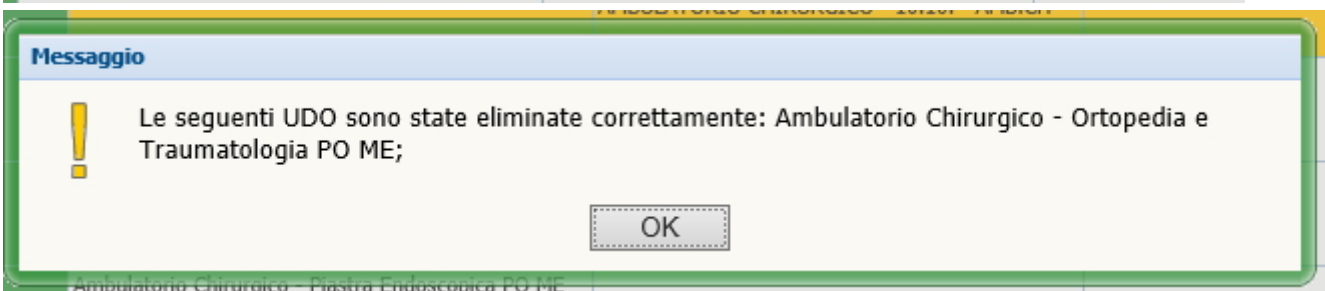 Messaggio
Le seguenti UDO sono state eliminate correttamente: Ambulatorio Chirurgico - Ortopedia e
Traumatologia PO ME;
OK
Ambulatorio Chirurgico - Piastra Endoscopica PO ME